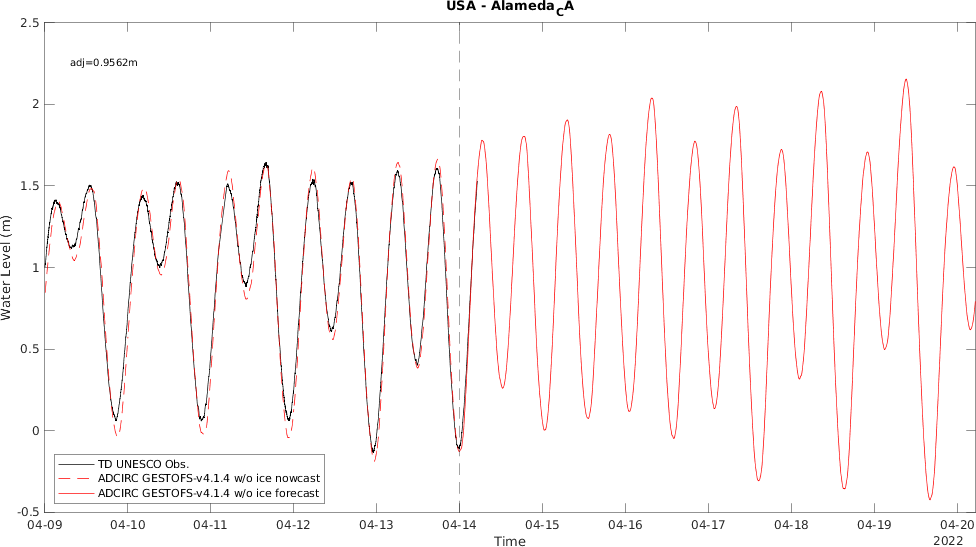 USA - Alameda_CA
2.5
adj=0.9562m
2
1.5
1
0.5
0
-0.5
Water Level (m)
TD UNESCO Obs.
ADCIRC GESTOFS-v4.1.4 w/o ice nowcast
ADCIRC GESTOFS-v4.1.4 w/o ice forecast
04-09 04-10 04-11 04-12 04-13 04-14 04-15 04-16 04-17 04-18 04-19 04-20
Time
2022